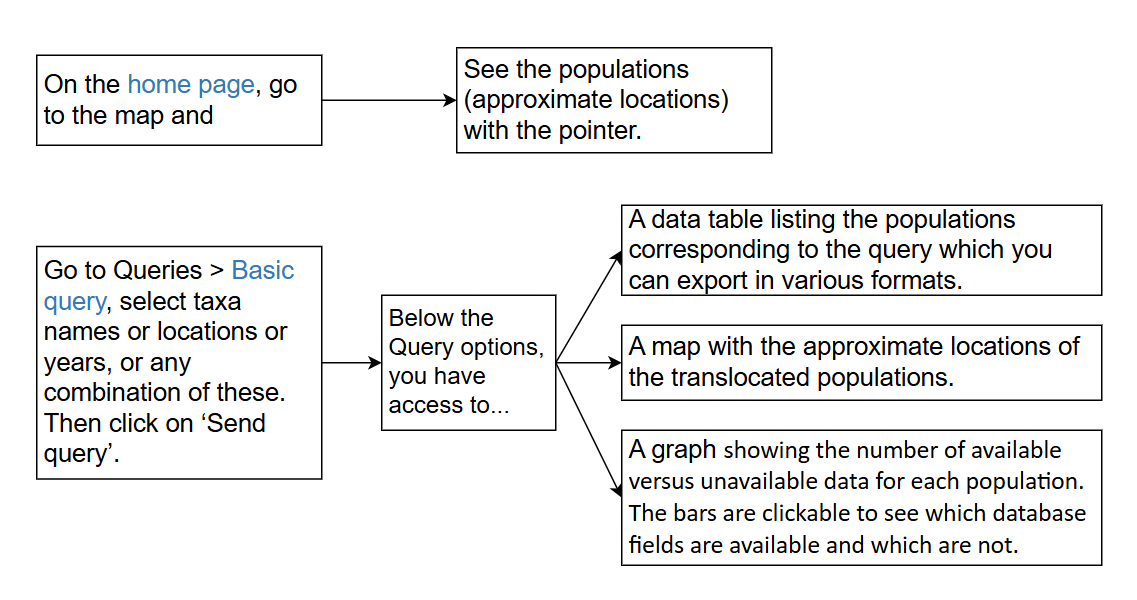 On the home page, go
to the map and
See the populations
(approximate locations)
with the pointer.
Go to Queries > Basic
query, select taxa
names or locations or
years, or any
combination of these.
Then click on ‘Send
query’.
Below the
Query options,
you have
access to...
A data table listing the populations
corresponding to the query which you
can export in various formats.
A map with the approximate locations of
the translocated populations.
A graph showing the number of available
versus unavailable data for each population.
The bars are clickable to see which database
fields are available and which are not.